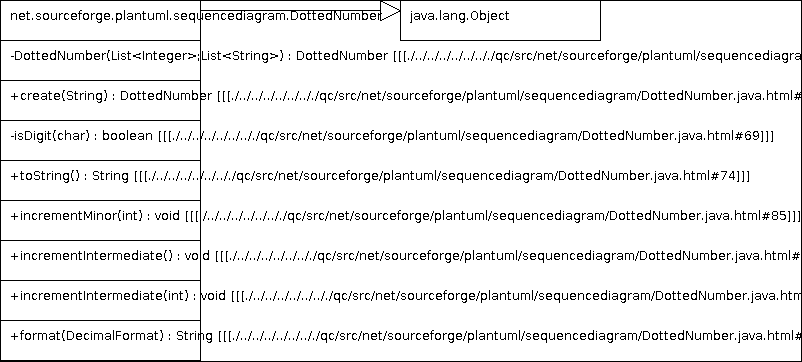 net.sourceforge.plantuml.sequencediagram.DottedNumber
java.lang.Object
-DottedNumber(List<Integer>;List<String>) : DottedNumber [[[./../../../../../../qc/src/net/sourceforge/plantuml/sequencediagra
+create(String) : DottedNumber [[[./../../../../../../qc/src/net/sourceforge/plantuml/sequencediagram/DottedNumber.java.html#
-isDigit(char) : boolean [[[./../../../../../../qc/src/net/sourceforge/plantuml/sequencediagram/DottedNumber.java.html#69]]]
+toString() : String [[[./../../../../../../qc/src/net/sourceforge/plantuml/sequencediagram/DottedNumber.java.html#74]]]
+incrementMinor(int) : void [[[./../../../../../../qc/src/net/sourceforge/plantuml/sequencediagram/DottedNumber.java.html#85]]]
+incrementIntermediate() : void [[[./../../../../../../qc/src/net/sourceforge/plantuml/sequencediagram/DottedNumber.java.html#
+incrementIntermediate(int) : void [[[./../../../../../../qc/src/net/sourceforge/plantuml/sequencediagram/DottedNumber.java.htm
+format(DecimalFormat) : String [[[./../../../../../../qc/src/net/sourceforge/plantuml/sequencediagram/DottedNumber.java.html#